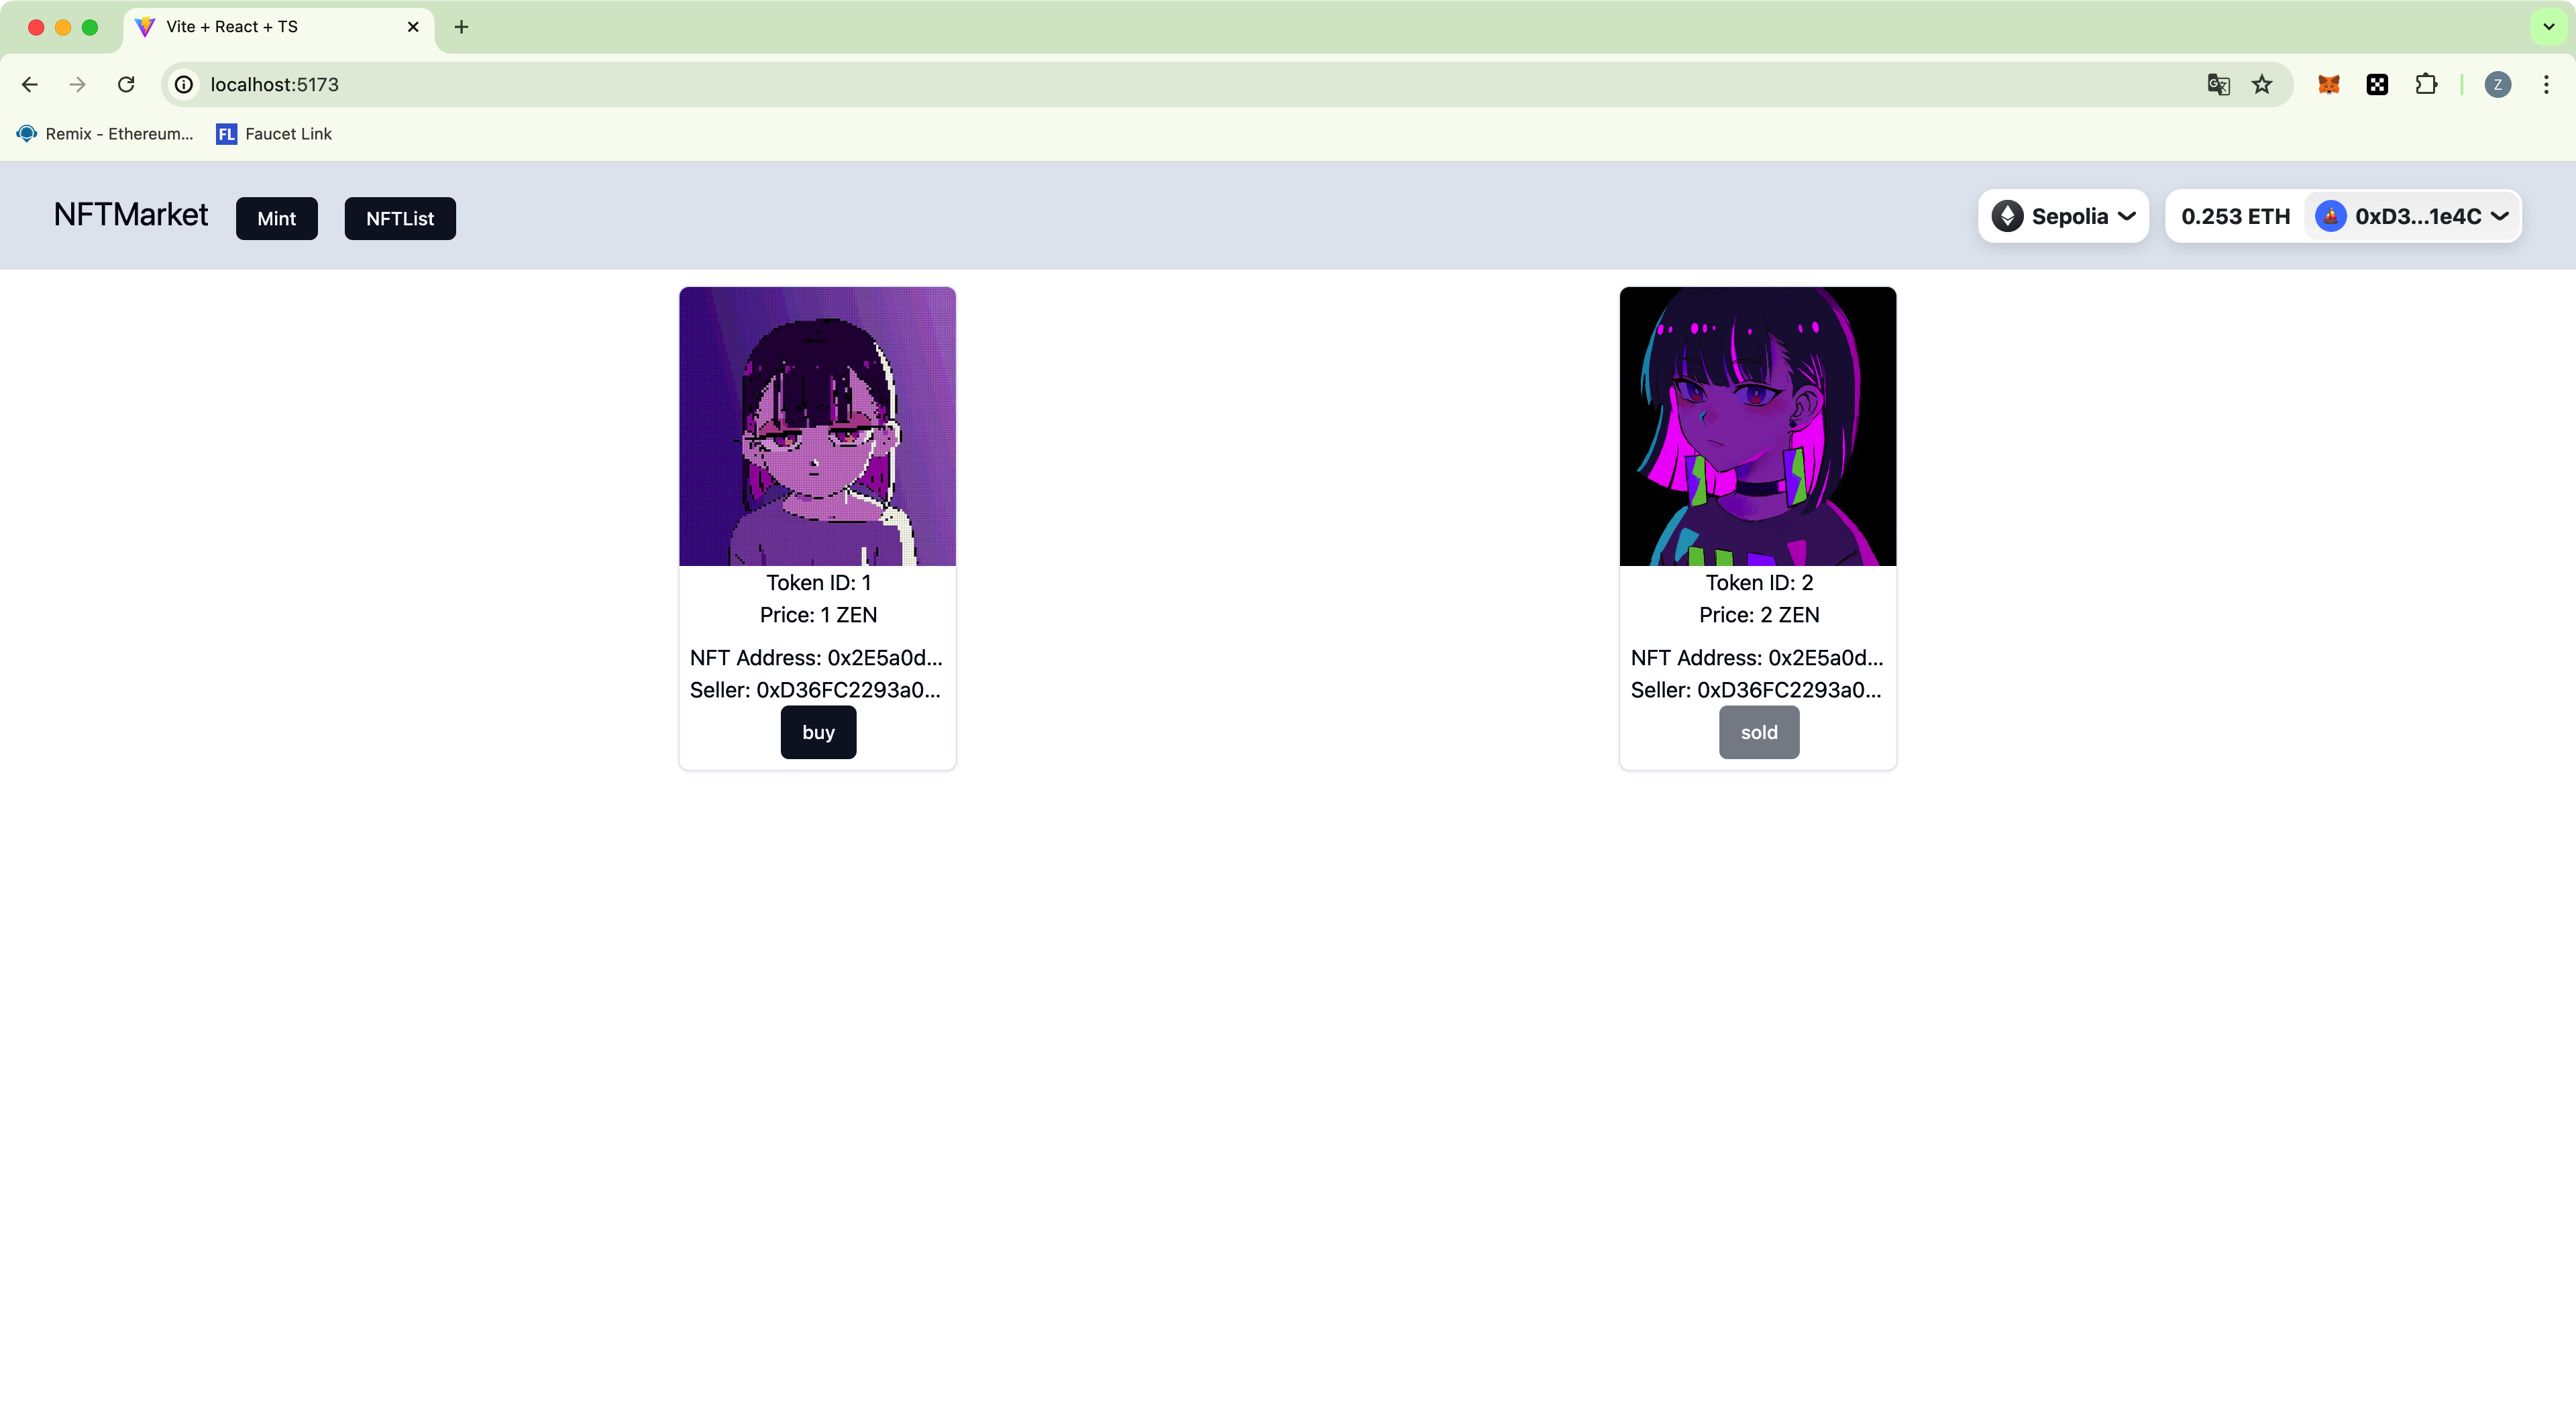 Vite + React + TS
localhost:5173
Remix - Ethereum...
FL Faucet Link
NFTMarket Mint NFTList Sepolia 0.253 ETH 0xD3...1e4C
Z
Token ID: 1
Price: 1 ZEN
NFT Address: 0x2E5a0d...
Seller: 0xD36FC2293a0...
buy
Token ID: 2
Price: 2 ZEN
NFT Address: 0x2E5a0d...
Seller: 0xD36FC2293a0...
sold